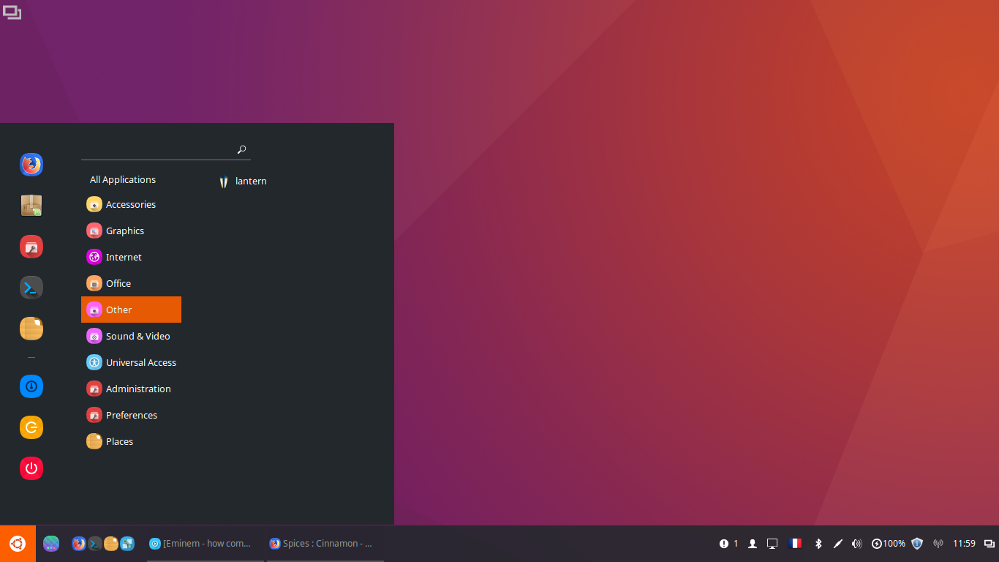 All Applications
lantern
Accessories
Graphics
Internet
Office
Other
Sound & Video
Universal Access
Administration
Preferences
Places
[Eminem - how com...
Spices : Cinnamon - ...
1
100%
11:59